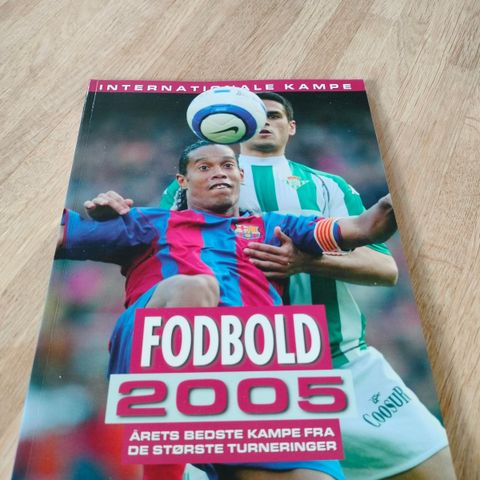 INTERNATIONALE KAMPE
FODBOLD
2005
ÅRETS BEDSTE KAMPE FRA
DE STØRSTE TURNERINGER
COOSUR